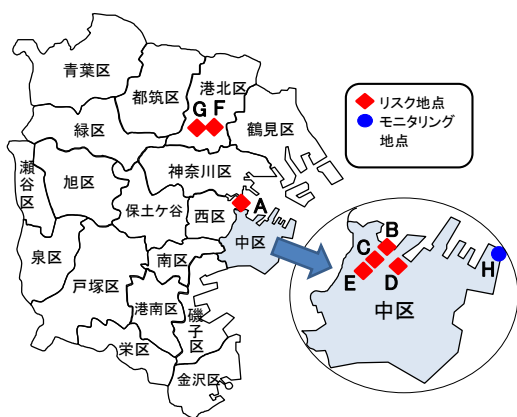 青葉区
都筑区
港北区
G F
鶴見区
緑区
神奈川区
瀬谷区
旭区
保土ケ谷
西区
A
中区
泉区
戸塚区
南区
港南区
磯子区
栄区
金沢区
リスク地点
モニタリング
地点
B
C
E
D
H
中区